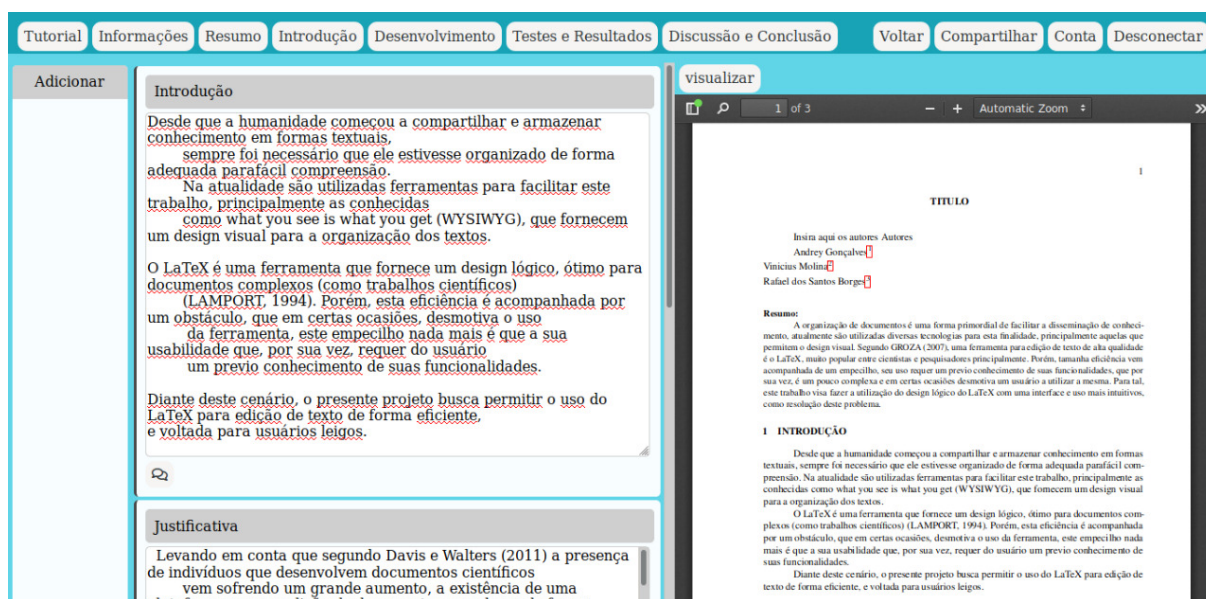 Tutorial Informações Resumo Introdução Desenvolvimento Testes e Resultados Discussão e Conclusão Voltar Compartilhar Conta Desconectar
Adicionar
Introdução
Desde que a humanidade começou a compartilhar e armazenar
conhecimento em formas textuais,
sempre foi necessário que ele estivesse organizado de forma
adequada parafácil compreensão.
Na atualidade são utilizadas ferramentas para facilitar este
trabalho, principalmente as conhecidas
como what you see is what you get (WYSIWYG), que fornecem
um design visual para a organização dos textos.
O LaTeX é uma ferramenta que fornece um design lógico, ótimo para
documentos complexos (como trabalhos científicos)
(LAMPORT, 1994). Porém, esta eficiência é acompanhada por
um obstáculo, que em certas ocasiões, desmotiva o uso
da ferramenta, este empecilho nada mais é que a sua
usabilidade que, por sua vez, requer do usuário
um previo conhecimento de suas funcionalidades.
Diante deste cenário, o presente projeto busca permitir o uso do
LaTeX para edição de texto de forma eficiente,
e voltada para usuários leigos.
Justificativa
Levando em conta que segundo Davis e Walters (2011) a presença
de indivíduos que desenvolvem documentos científicos
vem sofrendo um grande aumento, a existência de uma
visualizar
1 of 3 − + Automatic Zoom
1
TITULO
Insira aqui os autores Autores
Andrey Gonçalves
Vinicius Molina
Rafael dos Santos Borges
Resumo:
A organização de documentos é uma forma primordial de facilitar a disseminação de conheci-
mento, atualmente são utilizadas diversas tecnologias para esta finalidade, principalmente aquelas que
permitem o design visual. Segundo GROZA (2007), uma ferramenta para edição de texto de alta qualidade
é o LaTeX, muito popular entre cientistas e pesquisadores principalmente. Porém, tamanha eficiência vem
acompanhada de um empecilho, seu uso requer um previo conhecimento de suas funcionalidades, que por
sua vez, é um pouco complexa e em certas ocasiões desmotiva um usuário a utilizar a mesma. Para tal,
este trabalho visa fazer a utilização do design lógico do LaTeX com uma interface e uso mais intuitivos,
como resolução deste problema.
1 INTRODUÇÃO
Desde que a humanidade começou a compartilhar e armazenar conhecimento em formas
textuais, sempre foi necessário que ele estivesse organizado de forma adequada parafácil com-
preensão. Na atualidade são utilizadas ferramentas para facilitar este trabalho, principalmente as
conhecidas como what you see is what you get (WYSIWYG), que fornecem um design visual
para a organização dos textos.
O LaTeX é uma ferramenta que fornece um design lógico, ótimo para documentos com-
plexos (como trabalhos científicos) (LAMPORT, 1994). Porém, esta eficiência é acompanhada
por um obstáculo, que em certas ocasiões, desmotiva o uso da ferramenta, este empecilho nada
mais é que a sua usabilidade que, por sua vez, requer do usuário um previo conhecimento de
suas funcionalidades.
Diante deste cenário, o presente projeto busca permitir o uso do LaTeX para edição de
texto de forma eficiente, e voltada para usuários leigos.